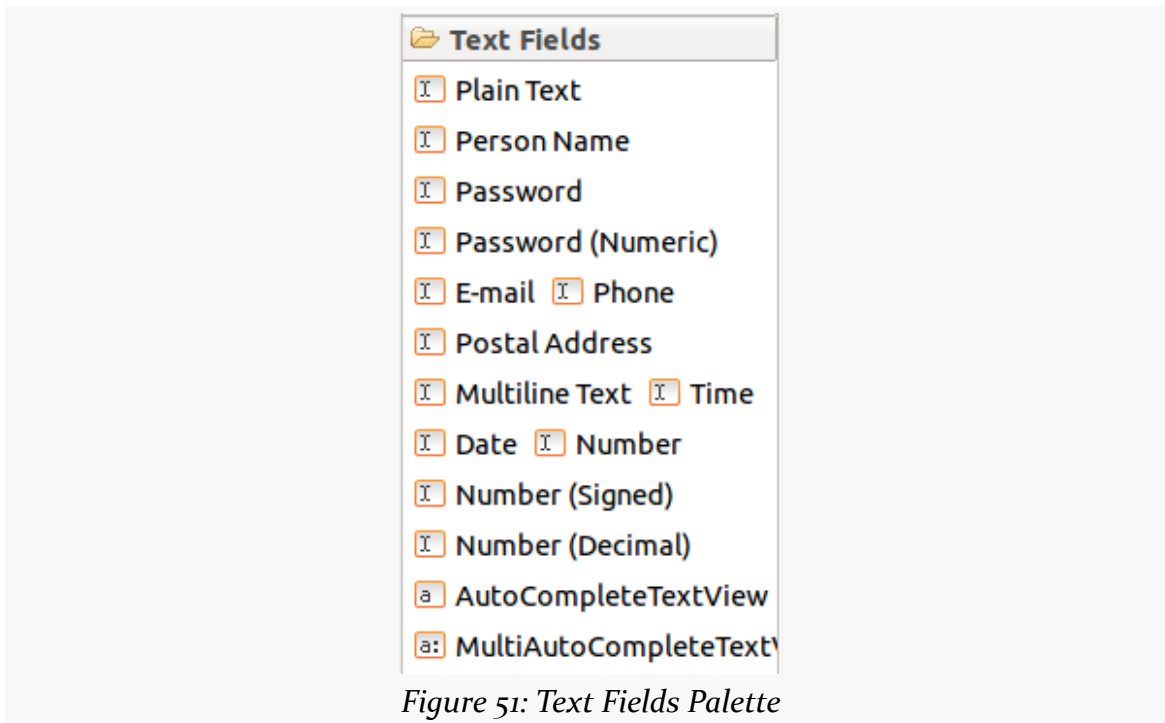 Text Fields
Plain Text
Person Name
Password
Password (Numeric)
E-mail Phone
Postal Address
Multiline Text Time
Date Number
Number (Signed)
Number (Decimal)
a AutoCompleteTextView
a: MultiAutoCompleteText
Figure 51: Text Fields Palette